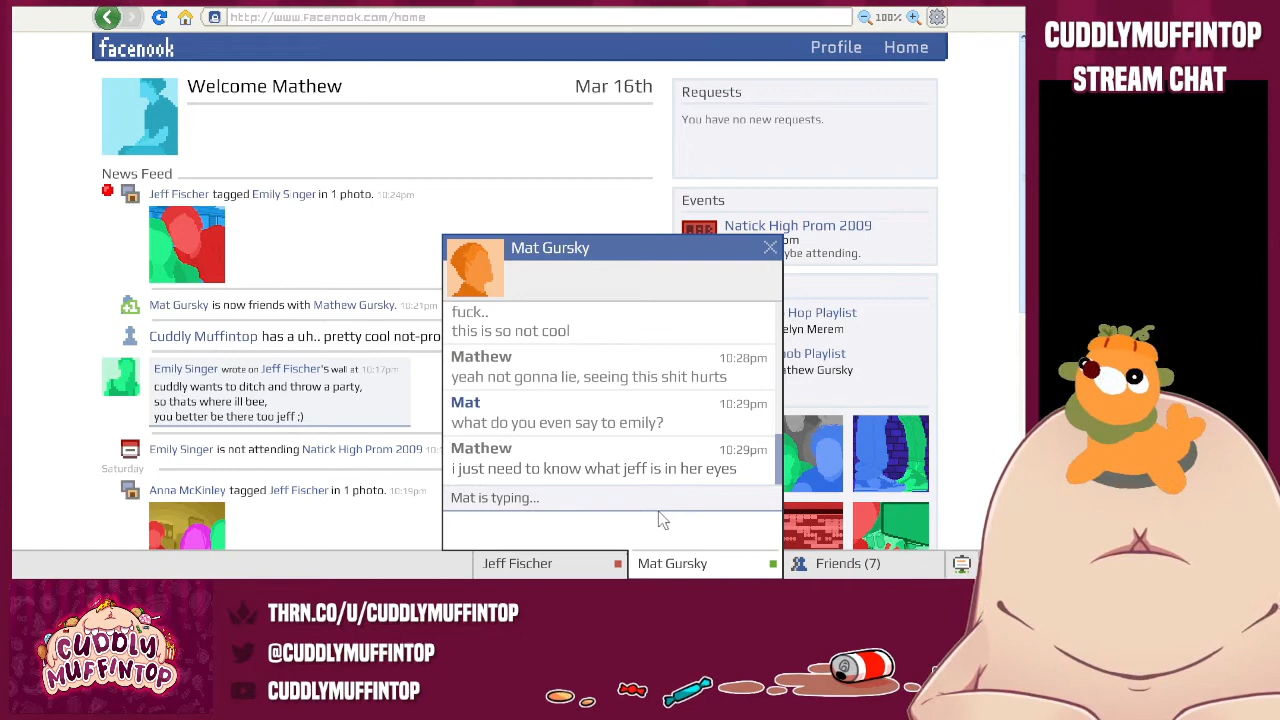 http://www.Facenook.com/home
100%
facenook
Profile
Home
Welcome Mathew
Mar 16th
News Feed
Jeff Fischer tagged Emily Singer in 1 photo. 10:24pm
Mat Gursky is now friends with Mathew Gursky. 10:21pm
Cuddly Muffintop has a uh.. pretty cool not-pro
Emily Singer wrote on Jeff Fischer's wall at 10:17pm
cuddly wants to ditch and throw a party,
so thats where ill bee,
you better be there too jeff ;)
Emily Singer is not attending Natick High Prom 2009
Saturday
Anna McKinley tagged Jeff Fischer in 1 photo. 10:19pm
Requests
You have no new requests.
Events
Natick High Prom 2009
om
ybe attending.
Hop Playlist
elyn Merem
ob Playlist
thew Gursky
Mat Gursky
fuck..
this is so not cool
Mathew 10:28pm
yeah not gonna lie, seeing this shit hurts
Mat 10:29pm
what do you even say to emily?
Mathew 10:29pm
i just need to know what jeff is in her eyes
Mat is typing...
Jeff Fischer
Mat Gursky
Friends (7)
CUDDLYMUFFINTOP
STREAM CHAT
CUDDLY
MUFFINTOP
THRN.CO/U/CUDDLYMUFFINTOP
@CUDDLYMUFFINTOP
CUDDLYMUFFINTOP